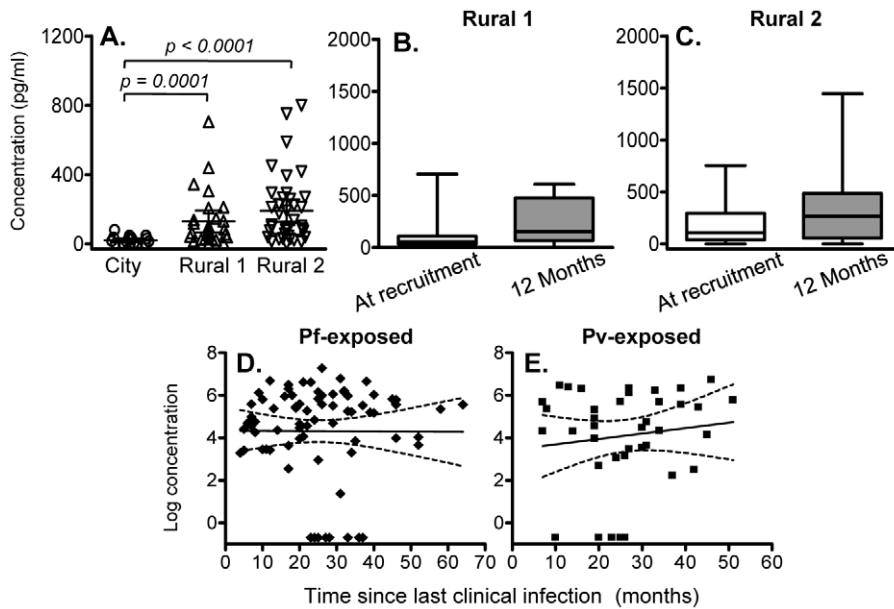 A.
Concentration (pg/ml)
1200
800
400
0
p < 0.0001
p = 0.0001
City
Rural 1
Rural 2
Rural 1
B.
2000
1500
1000
500
0
At recruitment
12 Months
Rural 2
C.
2000
1500
1000
500
0
At recruitment
12 Months
Pf-exposed
D.
Log concentration
8
6
4
2
0
0
10
20
30
40
50
60
70
Pv-exposed
E.
8
6
4
2
0
0
10
20
30
40
50
60
Time since last clinical infection (months)